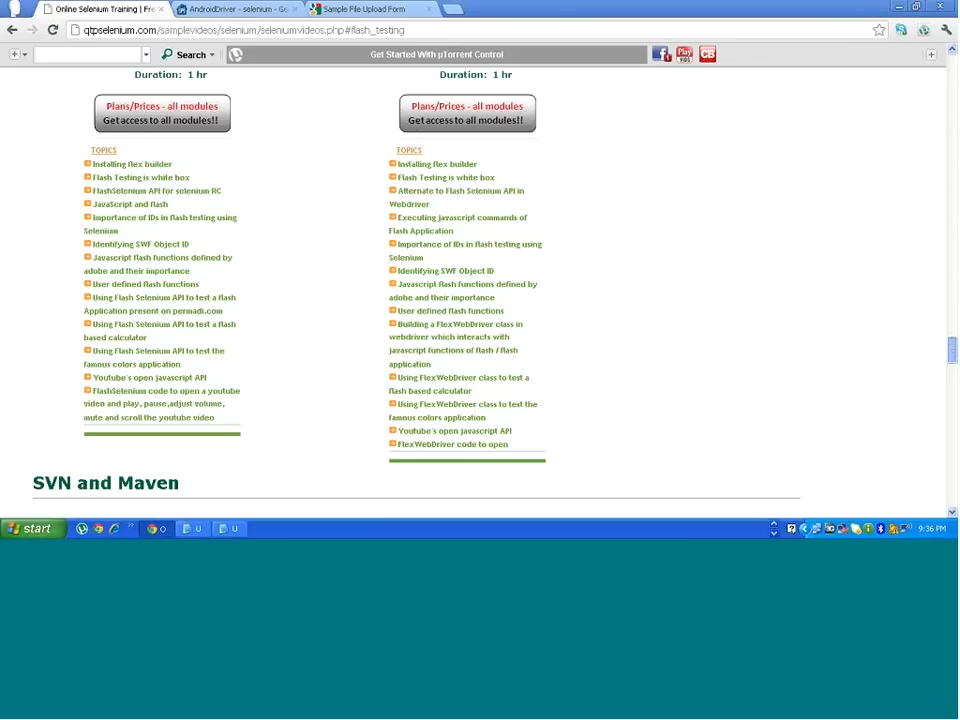 Online Selenium Training | Fre
AndroidDriver - selenium - Go
Sample File Upload Form
qtpselenium.com/samplevideos/selenium/seleniumvideos.php#flash_testing
Search
Get Started With µTorrent Control
Duration: 1 hr
Plans/Prices - all modules
Get access to all modules!!
TOPICS
Installing flex builder
Flash Testing is white box
FlashSelenium API for selenium RC
JavaScript and flash
Importance of IDs in flash testing using
Selenium
Identifying SWF Object ID
Javascript flash functions defined by
adobe and their importance
User defined flash functions
Using Flash Selenium API to test a flash
Application present on permadi.com
Using Flash Selenium API to test a flash
based calculator
Using Flash Selenium API to test the
famous colors application
Youtube's open javascript API
FlashSelenium code to open a youtube
video and play, pause,adjust volume,
mute and scroll the youtube video
Duration: 1 hr
Plans/Prices - all modules
Get access to all modules!!
TOPICS
Installing flex builder
Flash Testing is white box
Alternate to Flash Selenium API in
Webdriver
Executing javascript commands of
Flash Application
Importance of IDs in flash testing using
Selenium
Identifying SWF Object ID
Javascript flash functions defined by
adobe and their importance
User defined flash functions
Building a FlexWebDriver class in
webdriver which interacts with
javascript functions of flash / flash
application
Using FlexWebDriver class to test a
flash based calculator
Using FlexWebDriver class to test the
famous colors application
Youtube's open javascript API
FlexWebDriver code to open
SVN and Maven
start
O
U
U
9:36 PM